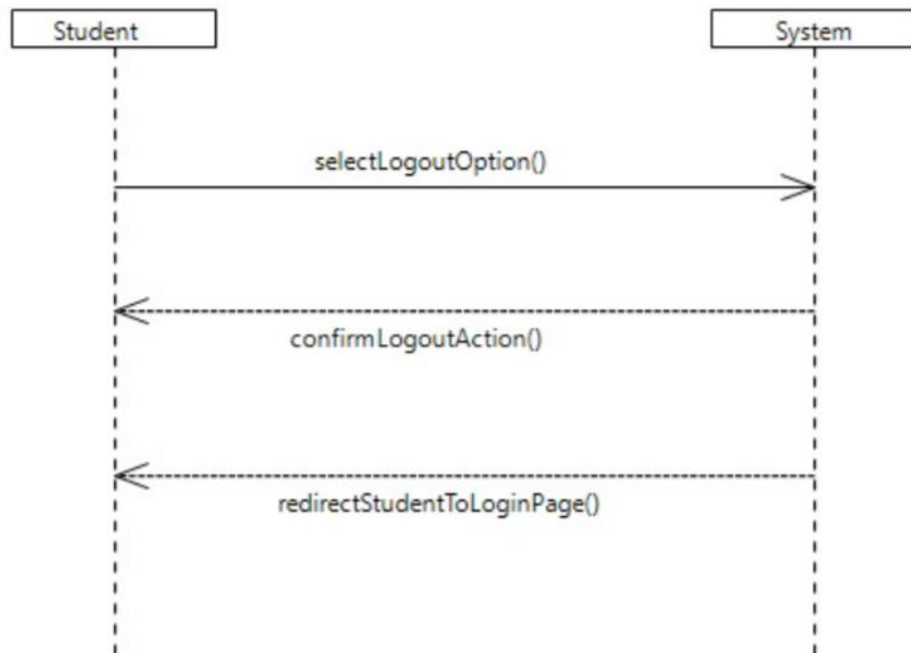 Student
System
selectLogoutOption()
confirmLogoutAction()
redirectStudentToLoginPage()